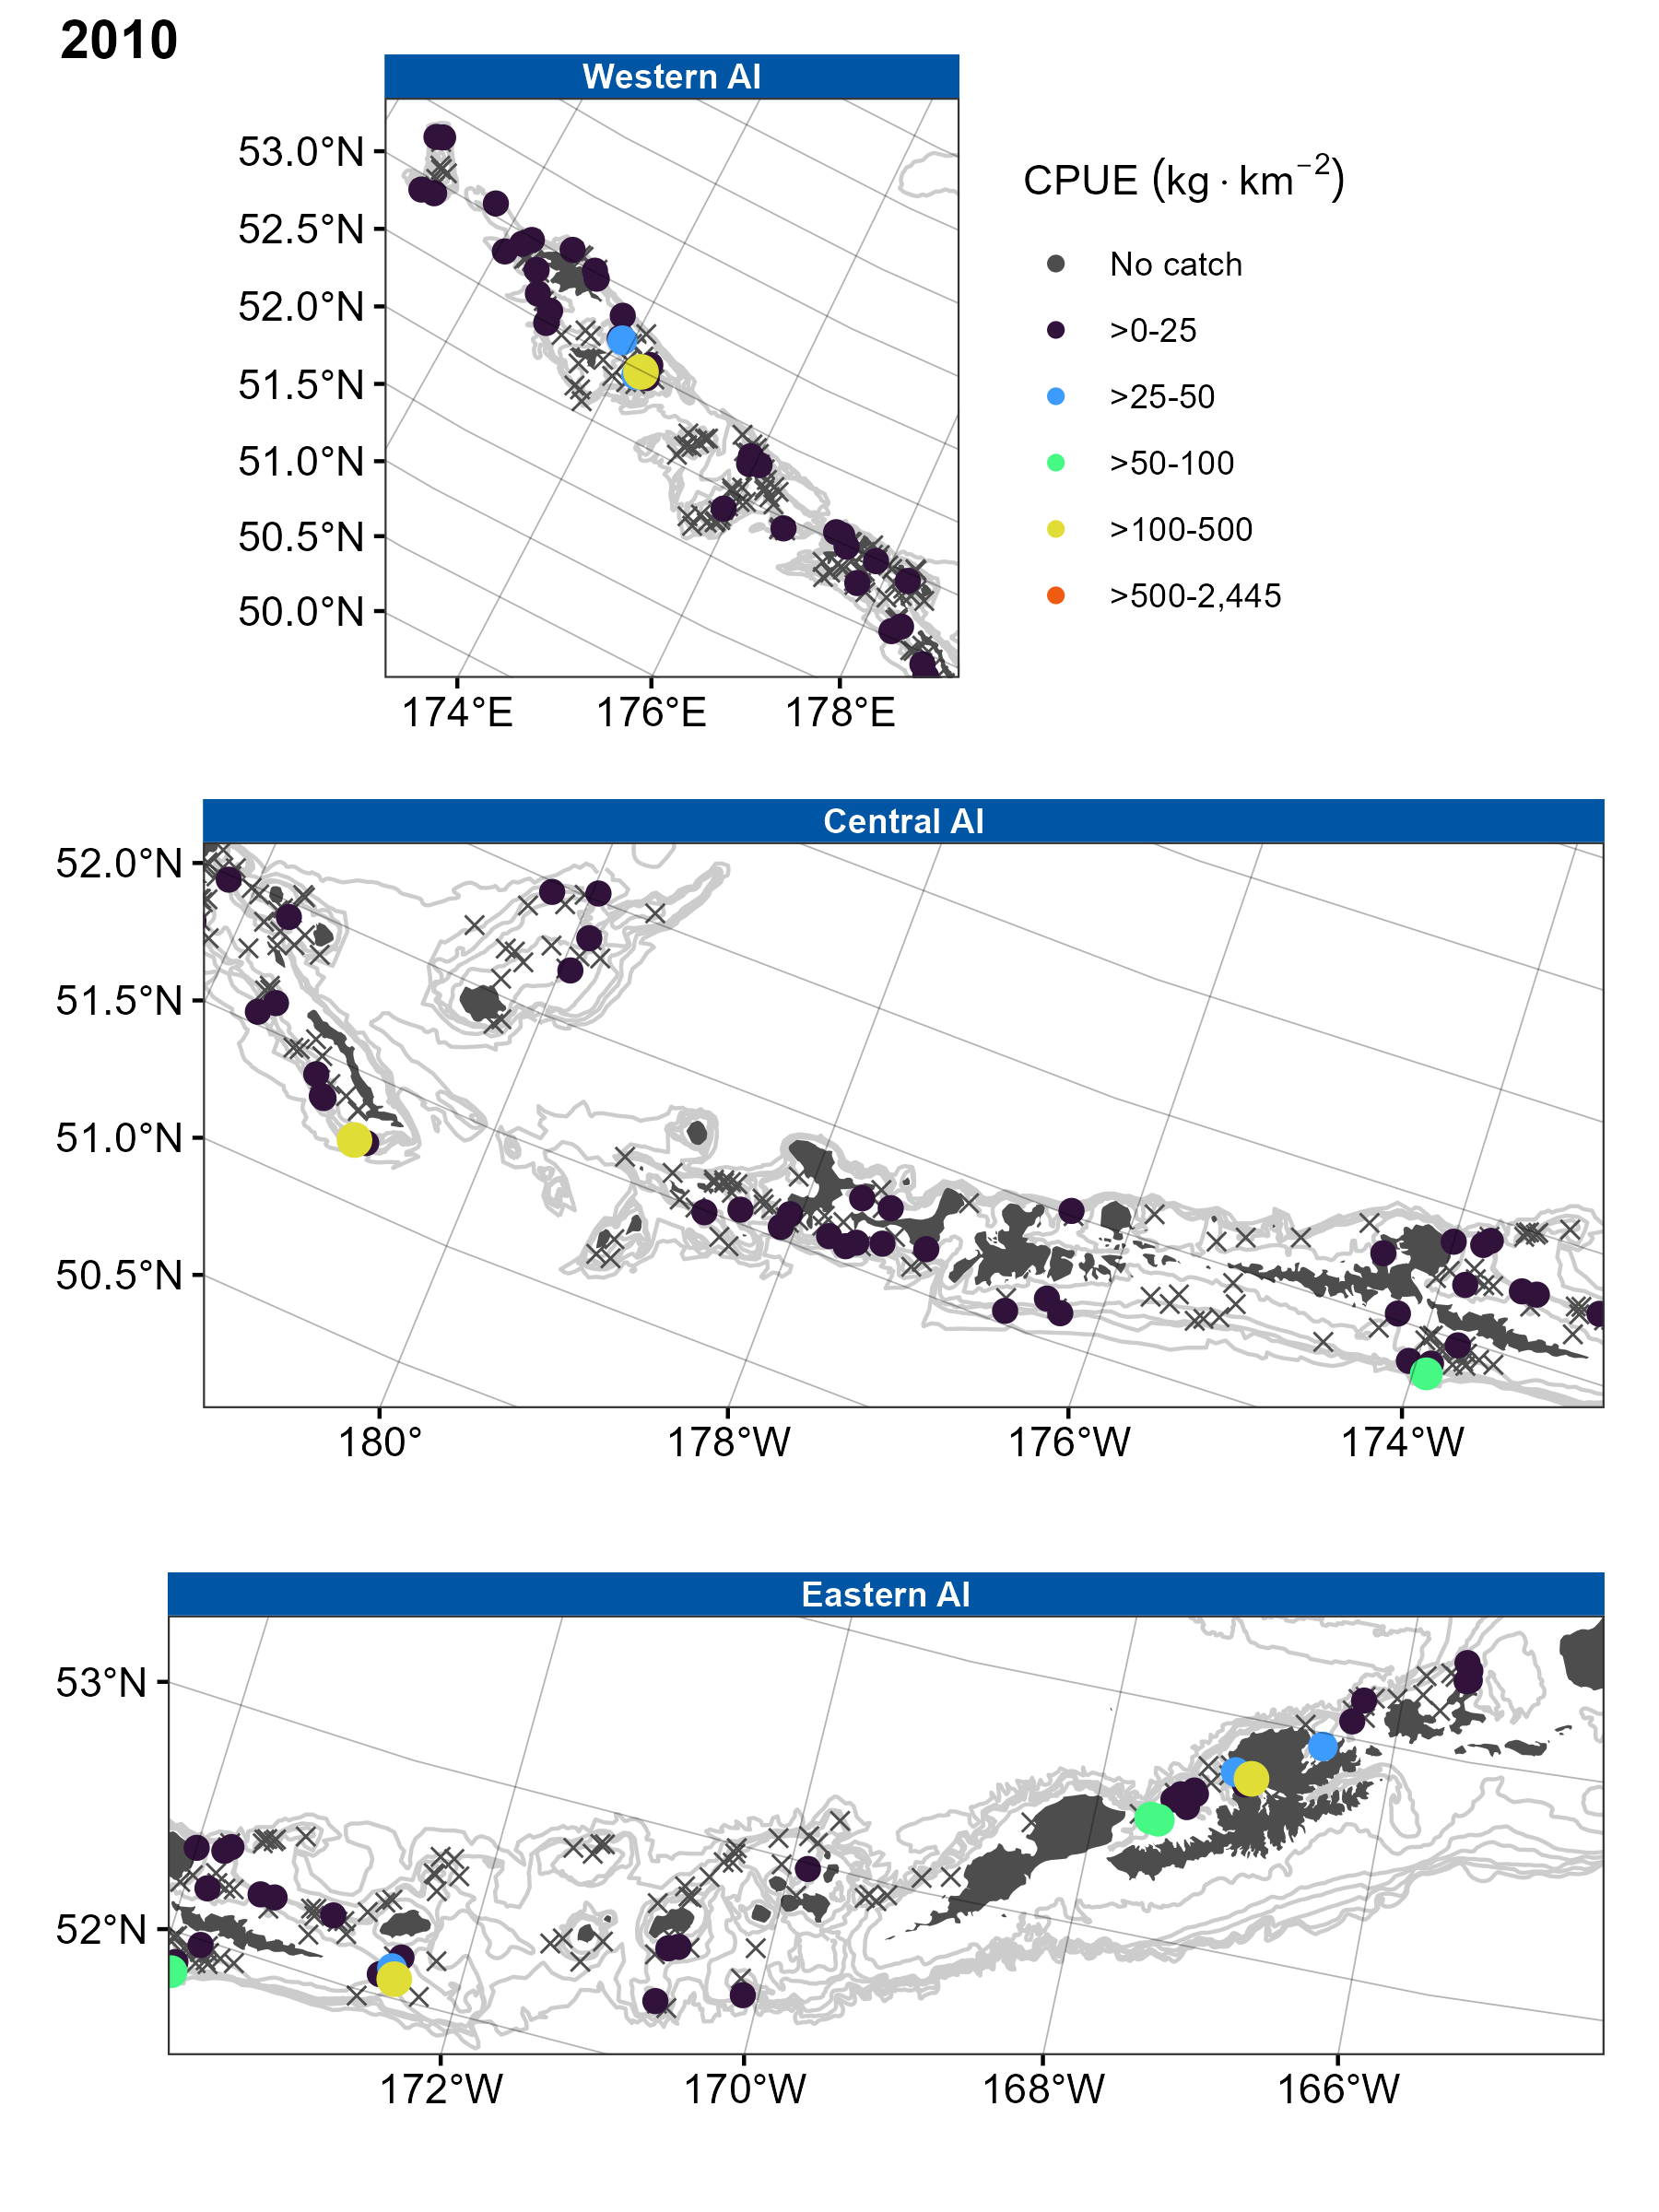 2010
Western AI
53.0°N
52.5°N
52.0°N
51.5°N
51.0°N
50.5°N
50.0°N
174°E 176°E 178°E
CPUE (kg · km⁻²)
No catch
>0-25
>25-50
>50-100
>100-500
>500-2,445
Central AI
52.0°N
51.5°N
51.0°N
50.5°N
180° 178°W 176°W 174°W
Eastern AI
53°N
52°N
172°W 170°W 168°W 166°W